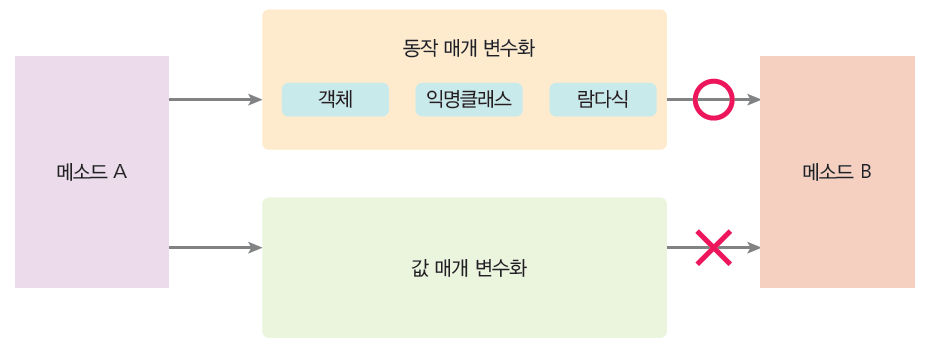 동작 매개 변수화
객체
익명클래스
람다식
메소드 A
메소드 B
값 매개 변수화